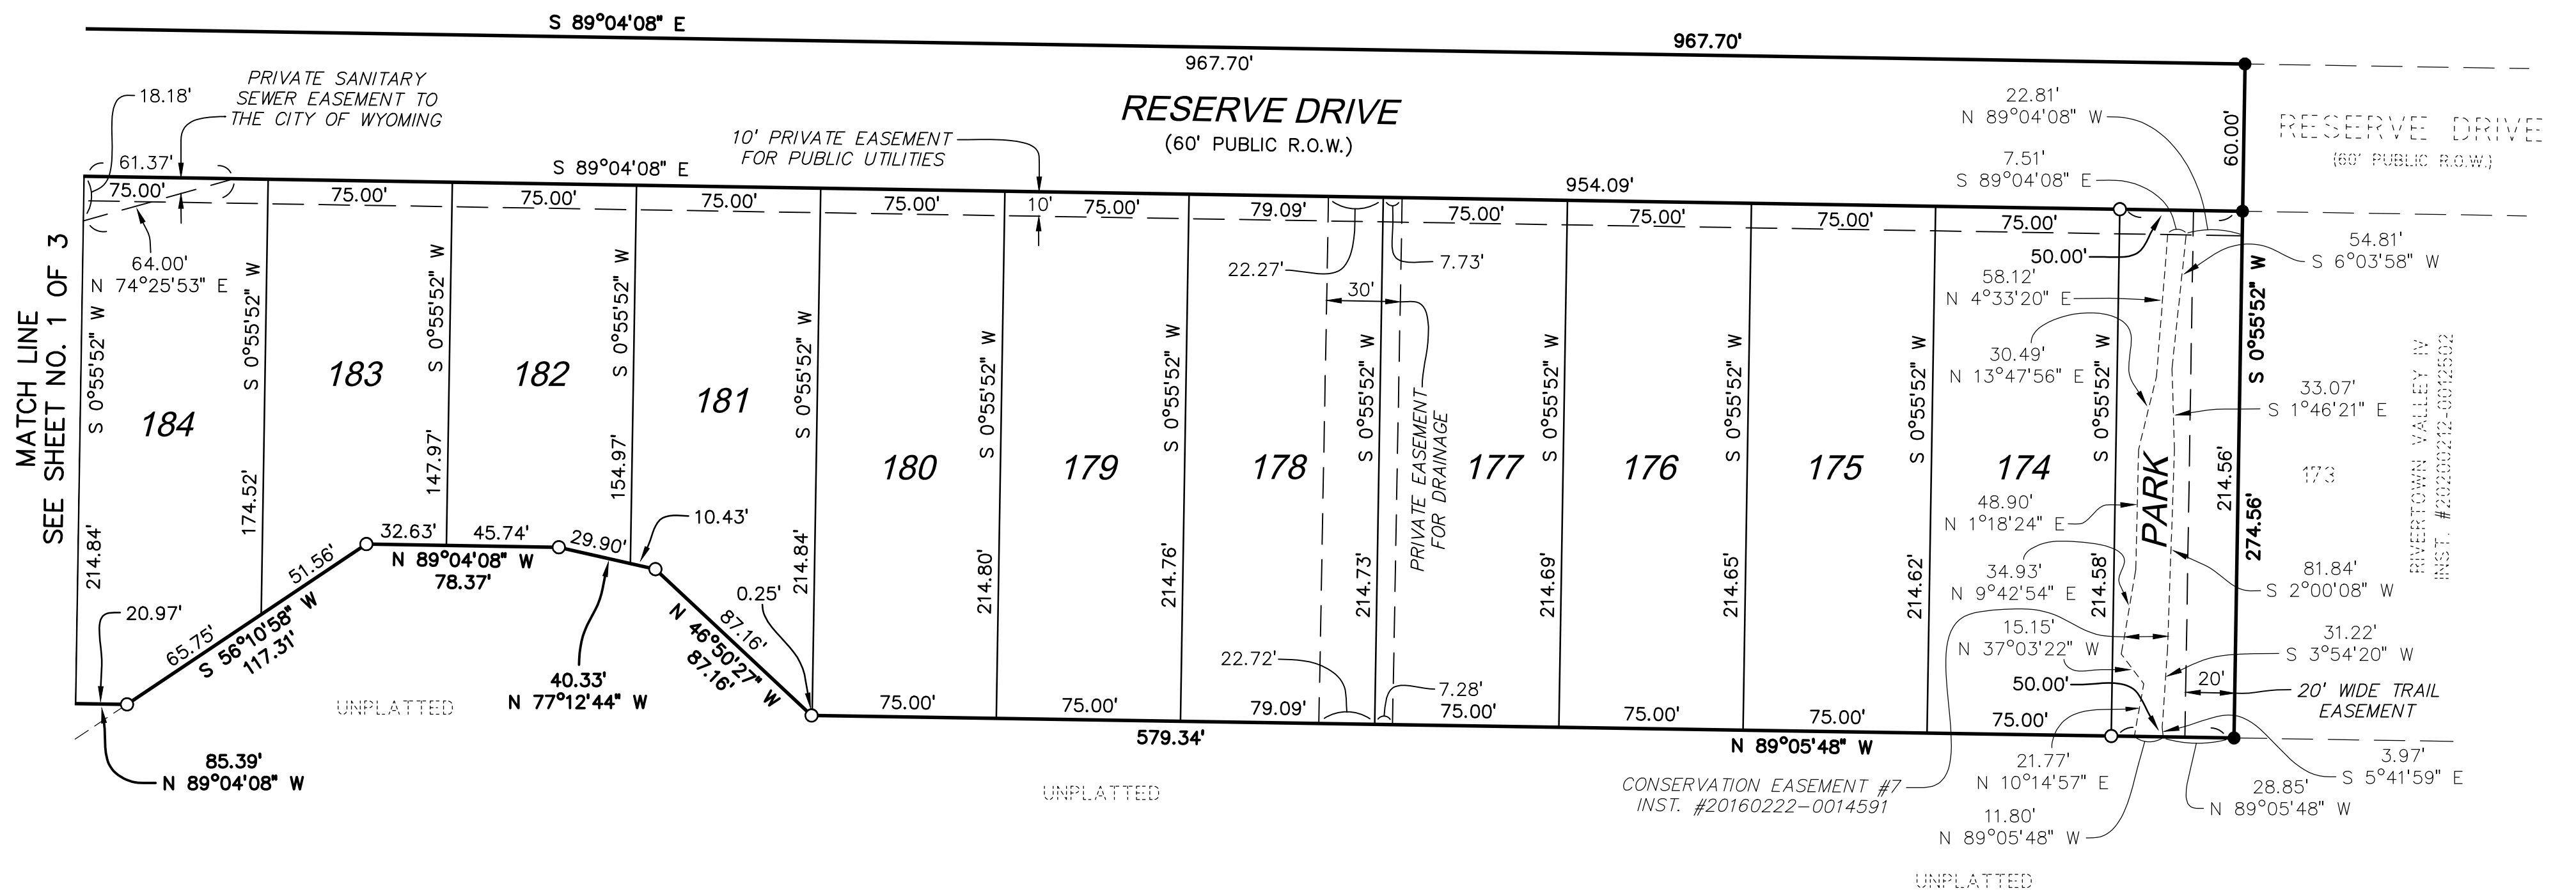 S 89°04'08" E
967.70'
967.70'
RESERVE DRIVE
(60' PUBLIC R.O.W.)
PRIVATE SANITARY
SEWER EASEMENT TO
THE CITY OF WYOMING
18.18'
61.37'
10' PRIVATE EASEMENT
FOR PUBLIC UTILITIES
S 89°04'08" E
954.09'
22.81'
N 89°04'08" W
7.51'
S 89°04'08" E
60.00'
RESERVE DRIVE
(60' PUBLIC R.O.W.)
75.00'
75.00'
75.00'
75.00'
75.00'
10'
75.00'
79.09'
75.00'
75.00'
75.00'
75.00'
64.00'
N 74°25'53" E
22.27'
7.73'
30'
50.00'
58.12'
N 4°33'20" E
30.49'
N 13°47'56" E
54.81'
S 6°03'58" W
33.07'
S 1°46'21" E
MATCH LINE
SEE SHEET NO. 1 OF 3
S 0°55'52" W
214.84'
184
S 0°55'52" W
174.52'
183
S 0°55'52" W
147.97'
182
S 0°55'52" W
154.97'
181
S 0°55'52" W
214.84'
180
S 0°55'52" W
214.80'
179
S 0°55'52" W
214.76'
178
S 0°55'52" W
214.73'
PRIVATE EASEMENT
FOR DRAINAGE
177
S 0°55'52" W
214.69'
176
S 0°55'52" W
214.65'
175
S 0°55'52" W
214.62'
174
S 0°55'52" W
214.58'
PARK
214.56'
S 0°55'52" W
274.56'
173
RIVERTOWN VALLEY IV
INST. #20200212-0012502
48.90'
N 1°18'24" E
34.93'
N 9°42'54" E
15.15'
N 37°03'22" W
50.00'
81.84'
S 2°00'08" W
31.22'
S 3°54'20" W
20'
20' WIDE TRAIL
EASEMENT
20.97'
65.75'
51.56'
S 56°10'58" W
117.31'
32.63'
45.74'
N 89°04'08" W
78.37'
29.90'
10.43'
0.25'
87.16'
N 46°50'27" W
87.16'
40.33'
N 77°12'44" W
UNPLATTED
85.39'
N 89°04'08" W
22.72'
7.28'
75.00'
75.00'
79.09'
75.00'
75.00'
75.00'
75.00'
579.34'
N 89°05'48" W
UNPLATTED
CONSERVATION EASEMENT #7
INST. #20160222-0014591
21.77'
N 10°14'57" E
11.80'
N 89°05'48" W
3.97'
S 5°41'59" E
28.85'
N 89°05'48" W
UNPLATTED